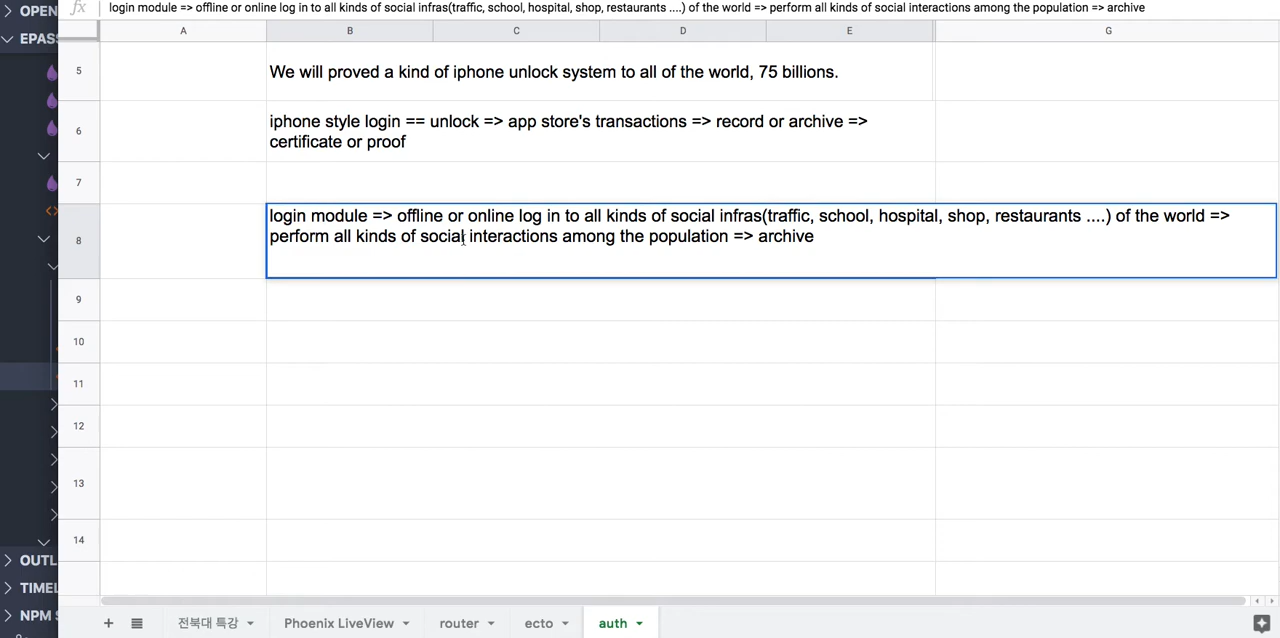 OPEN
EPAS
OUTL
TIME
NPM
fx
login module => offline or online log in to all kinds of social infras(traffic, school, hospital, shop, restaurants ....) of the world => perform all kinds of social interactions among the population => archive
A B C D E G
5
We will proved a kind of iphone unlock system to all of the world, 75 billions.
6
iphone style login == unlock => app store's transactions => record or archive =>
certificate or proof
7
8
login module => offline or online log in to all kinds of social infras(traffic, school, hospital, shop, restaurants ....) of the world =>
perform all kinds of social interactions among the population => archive
9
10
11
12
13
14
전북대 특강 Phoenix LiveView router ecto auth